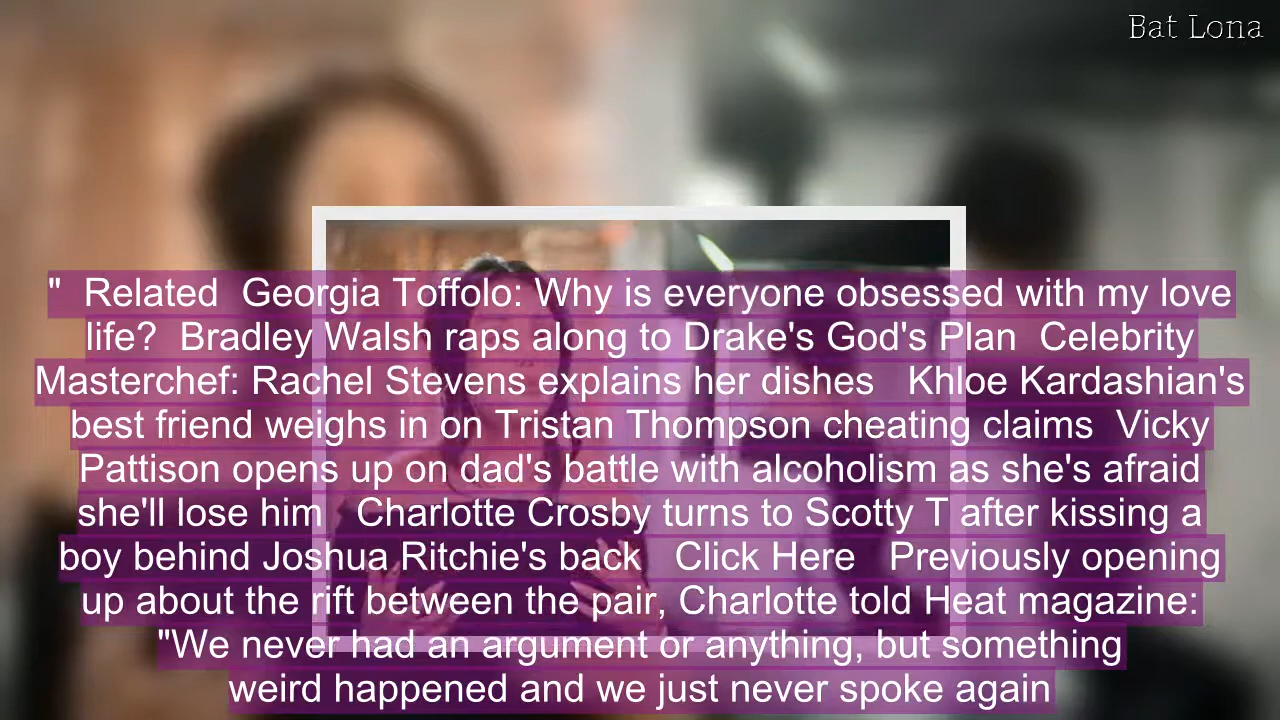 Bat Lona
" Related Georgia Toffolo: Why is everyone obsessed with my love
life? Bradley Walsh raps along to Drake's God's Plan Celebrity
Masterchef: Rachel Stevens explains her dishes Khloe Kardashian's
best friend weighs in on Tristan Thompson cheating claims Vicky
Pattison opens up on dad's battle with alcoholism as she's afraid
she'll lose him Charlotte Crosby turns to Scotty T after kissing a
boy behind Joshua Ritchie's back Click Here Previously opening
up about the rift between the pair, Charlotte told Heat magazine:
"We never had an argument or anything, but something
weird happened and we just never spoke again